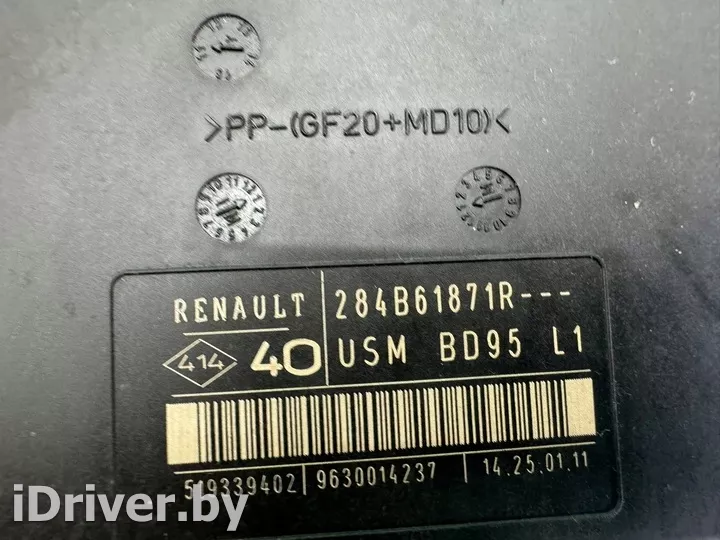 >PP-(GF20+MD10)<
RENAULT
284B61871R---
414
40
USM BD95 L1
519339402
9630014237
14.25.01.11
iDriver.by